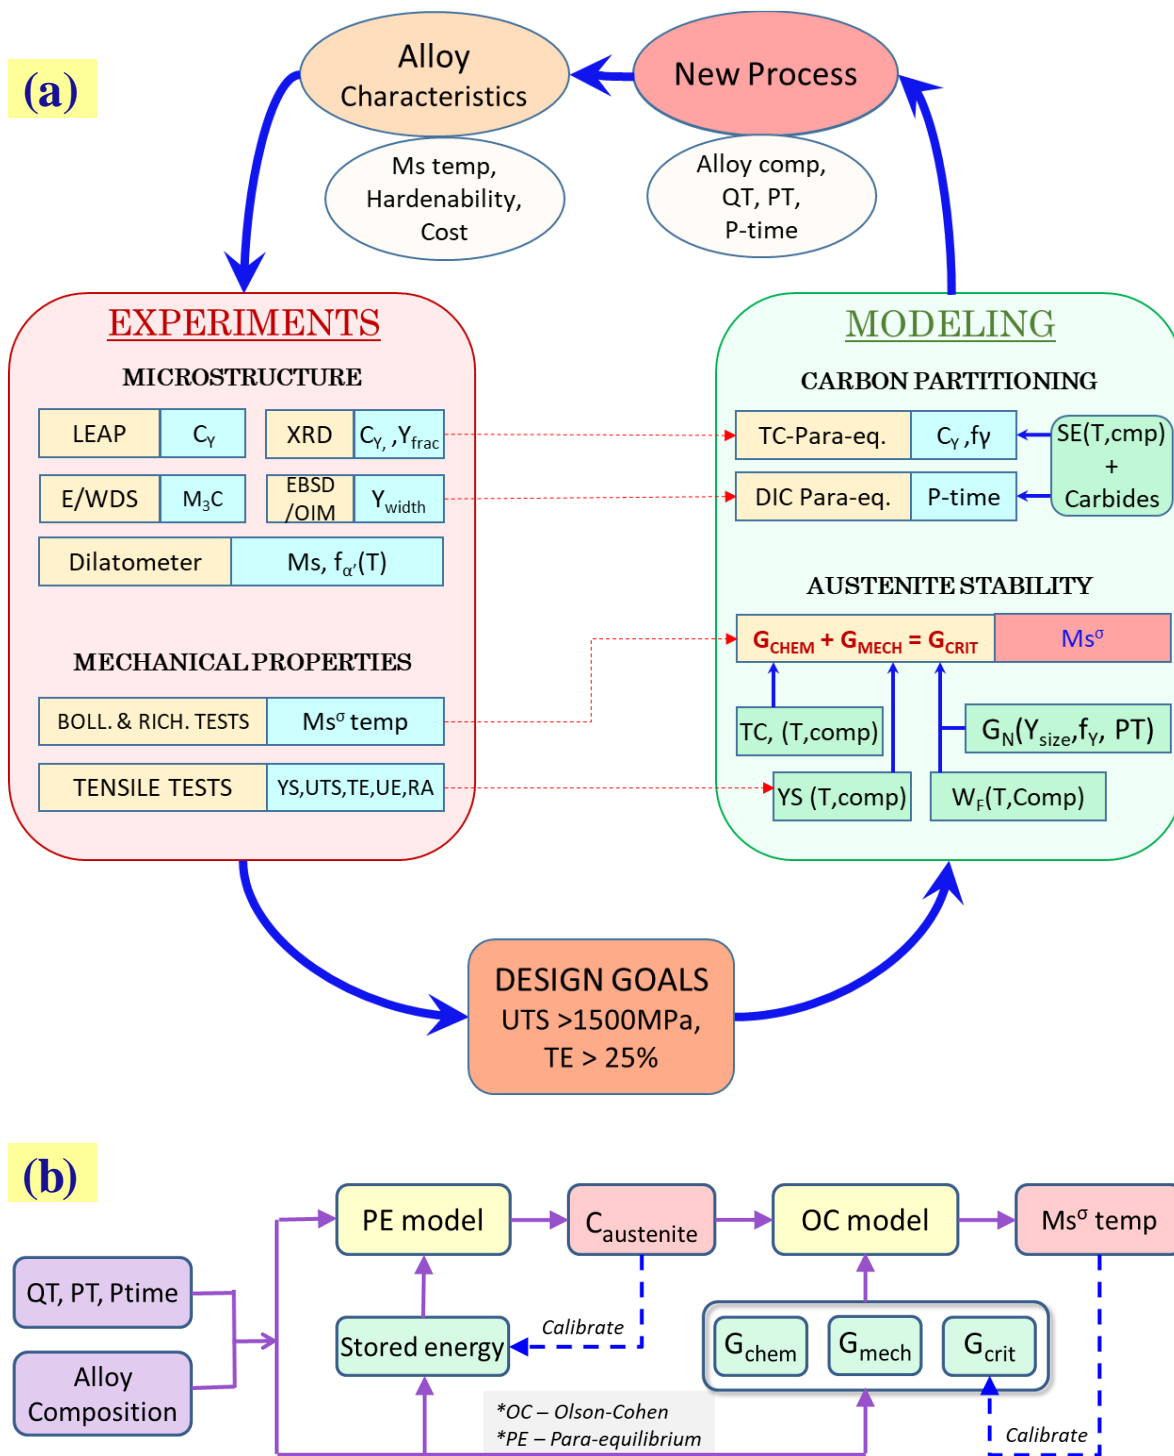 (a)
Alloy
Characteristics
New Process
Ms temp,
Hardenability,
Cost
Alloy comp,
QT, PT,
P-time
EXPERIMENTS
MICROSTRUCTURE
LEAP
Cγ
XRD
Cγ, ,γfrac
E/WDS
M3C
EBSD
/OIM
γwidth
Dilatometer
Ms, fα'(T)
MECHANICAL PROPERTIES
BOLL. & RICH. TESTS
Msσ temp
TENSILE TESTS
YS,UTS,TE,UE,RA
MODELING
CARBON PARTITIONING
TC-Para-eq.
Cγ ,fγ
SE(T,cmp)
+
Carbides
DIC Para-eq.
P-time
AUSTENITE STABILITY
GCHEM + GMECH = GCRIT
Msσ
TC, (T,comp)
GN(γsize,fγ, PT)
YS (T,comp)
WF(T,Comp)
DESIGN GOALS
UTS >1500MPa,
TE > 25%
(b)
PE model
Caustenite
OC model
Msσ temp
QT, PT, Ptime
Stored energy
Calibrate
Gchem
Gmech
Gcrit
Alloy
Composition
*OC – Olson-Cohen
*PE – Para-equilibrium
Calibrate